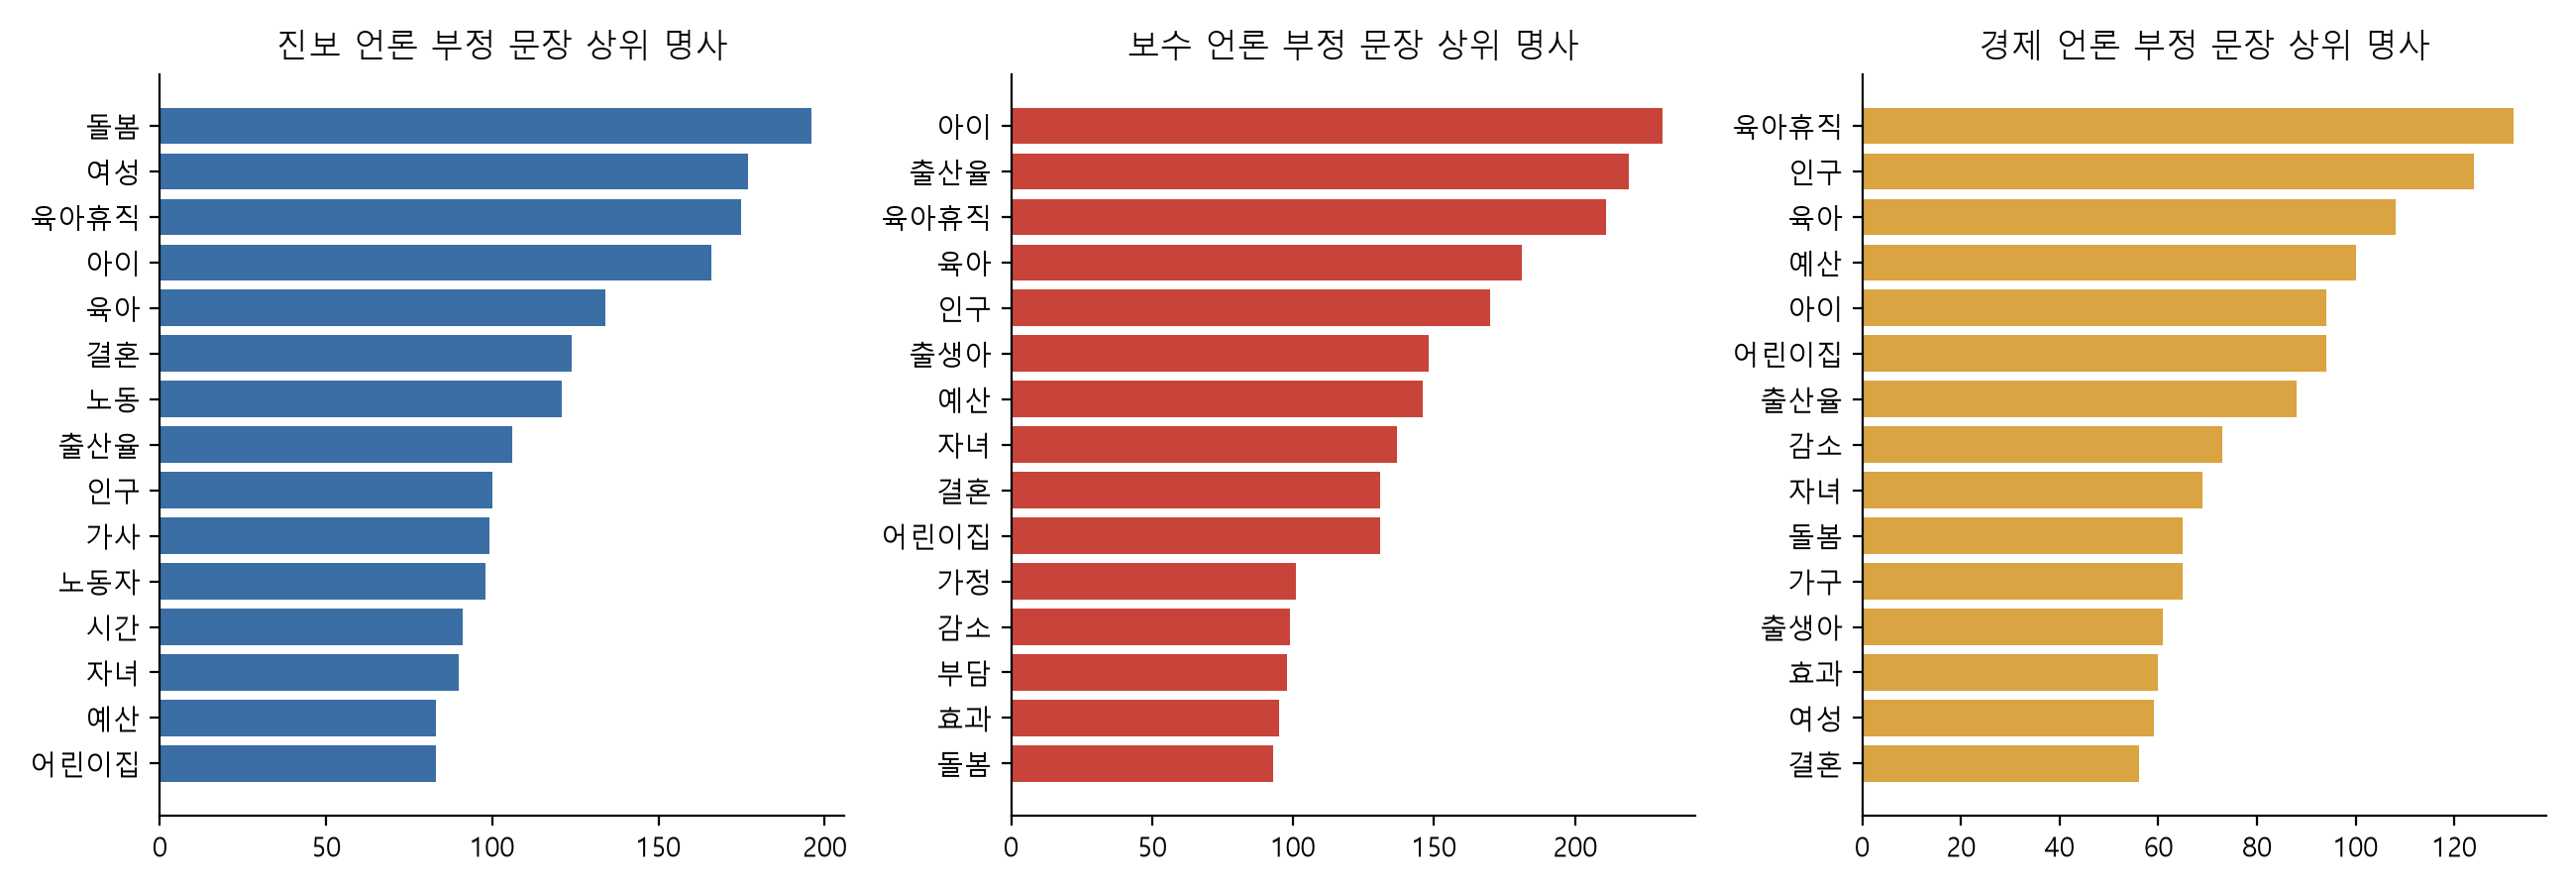 진보 언론 부정 문장 상위 명사
돌봄
여성
육아휴직
아이
육아
결혼
노동
출산율
인구
가사
노동자
시간
자녀
예산
어린이집
0 50 100 150 200
보수 언론 부정 문장 상위 명사
아이
출산율
육아휴직
육아
인구
출생아
예산
자녀
결혼
어린이집
가정
감소
부담
효과
돌봄
0 50 100 150 200
경제 언론 부정 문장 상위 명사
육아휴직
인구
육아
예산
아이
어린이집
출산율
감소
자녀
돌봄
가구
출생아
효과
여성
결혼
0 20 40 60 80 100 120